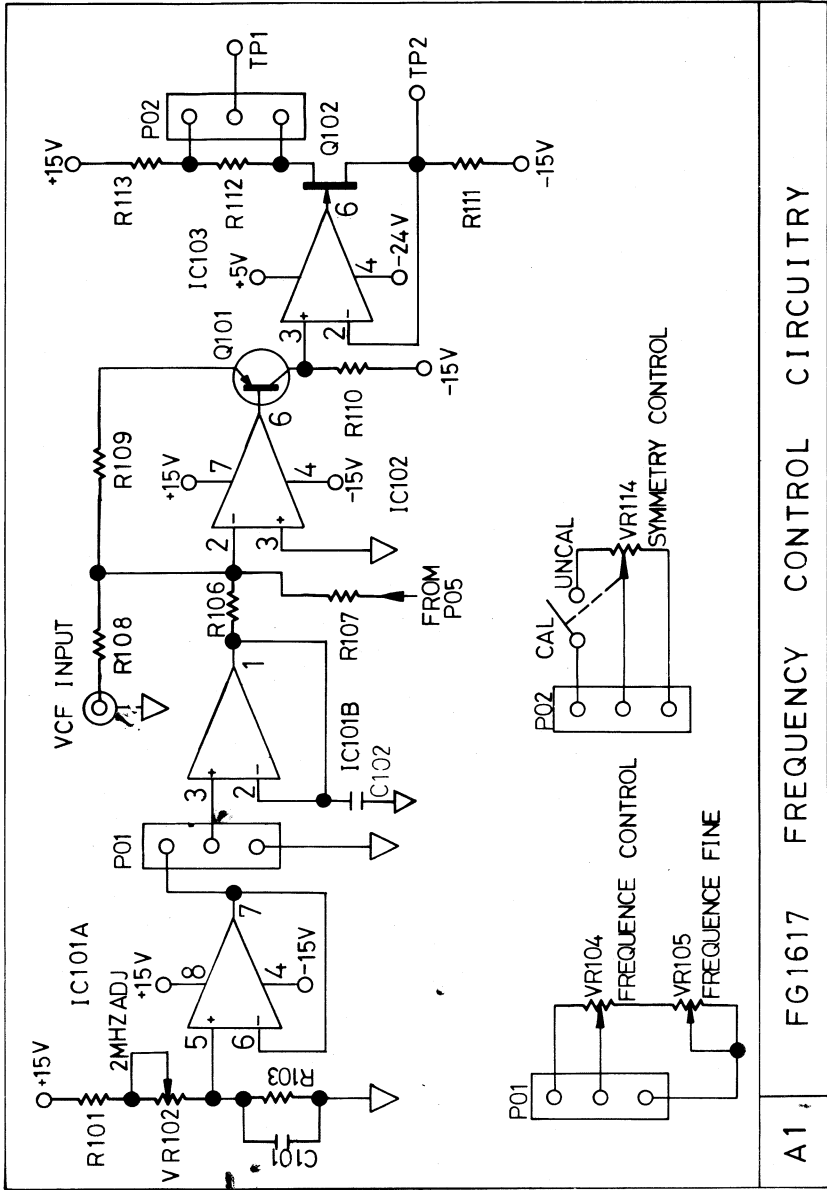 +15V
R101
2MHZ ADJ
VR102
C101
R103
IC101A
+15V
8
5
6
7
4
-15V
P01
3
2
1
IC101B
C102
VCF INPUT
R108
R109
R106
R107
FROM
P05
+15V
7
2
3
6
4
-15V
IC102
Q101
R110
-15V
IC103
+5V
3
2
6
4
-24V
Q102
+15V
R113
R112
P02
TP1
TP2
R111
-15V
P01
VR104
FREQUENCE CONTROL
VR105
FREQUENCE FINE
P02
CAL
UNCAL
VR114
SYMMETRY CONTROL
+
-
+
-
-
+
+
-
A1
FG1617 FREQUENCY CONTROL CIRCUITRY